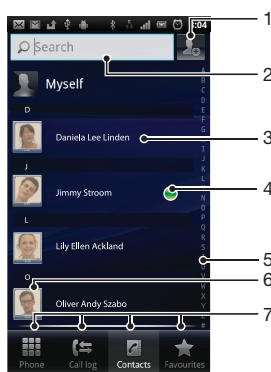 :04
1
Search
2
Myself
D
Daniela Lee Linden
3
J
Jimmy Stroom
4
L
Lily Ellen Ackland
5
O
6
Oliver Andy Szabo
7
A
B
C
D
E
F
G
I
J
K
L
N
O
P
Q
R
S
U
V
W
X
Y
Z
#
Phone
Call log
Contacts
Favourites